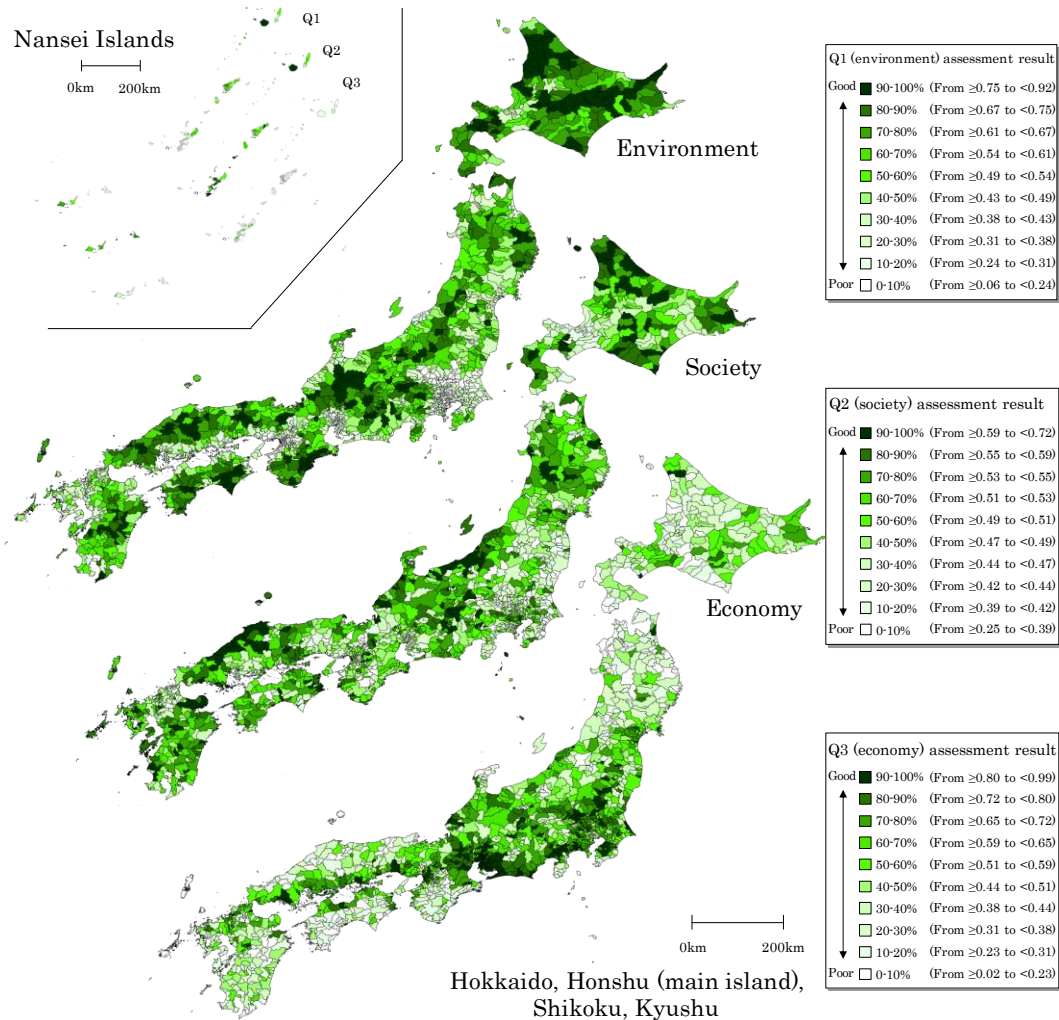 Nansei Islands
0km 200km
Q1
Q2
Q3
Environment
Society
Economy
0km 200km
Hokkaido, Honshu (main island),
Shikoku, Kyushu
Q1 (environment) assessment result
Good 90-100% (From ≥0.75 to <0.92)
80-90% (From ≥0.67 to <0.75)
70-80% (From ≥0.61 to <0.67)
60-70% (From ≥0.54 to <0.61)
50-60% (From ≥0.49 to <0.54)
40-50% (From ≥0.43 to <0.49)
30-40% (From ≥0.38 to <0.43)
20-30% (From ≥0.31 to <0.38)
10-20% (From ≥0.24 to <0.31)
Poor 0-10% (From ≥0.06 to <0.24)
Q2 (society) assessment result
Good 90-100% (From ≥0.59 to <0.72)
80-90% (From ≥0.55 to <0.59)
70-80% (From ≥0.53 to <0.55)
60-70% (From ≥0.51 to <0.53)
50-60% (From ≥0.49 to <0.51)
40-50% (From ≥0.47 to <0.49)
30-40% (From ≥0.44 to <0.47)
20-30% (From ≥0.42 to <0.44)
10-20% (From ≥0.39 to <0.42)
Poor 0-10% (From ≥0.25 to <0.39)
Q3 (economy) assessment result
Good 90-100% (From ≥0.80 to <0.99)
80-90% (From ≥0.72 to <0.80)
70-80% (From ≥0.65 to <0.72)
60-70% (From ≥0.59 to <0.65)
50-60% (From ≥0.51 to <0.59)
40-50% (From ≥0.44 to <0.51)
30-40% (From ≥0.38 to <0.44)
20-30% (From ≥0.31 to <0.38)
10-20% (From ≥0.23 to <0.31)
Poor 0-10% (From ≥0.02 to <0.23)